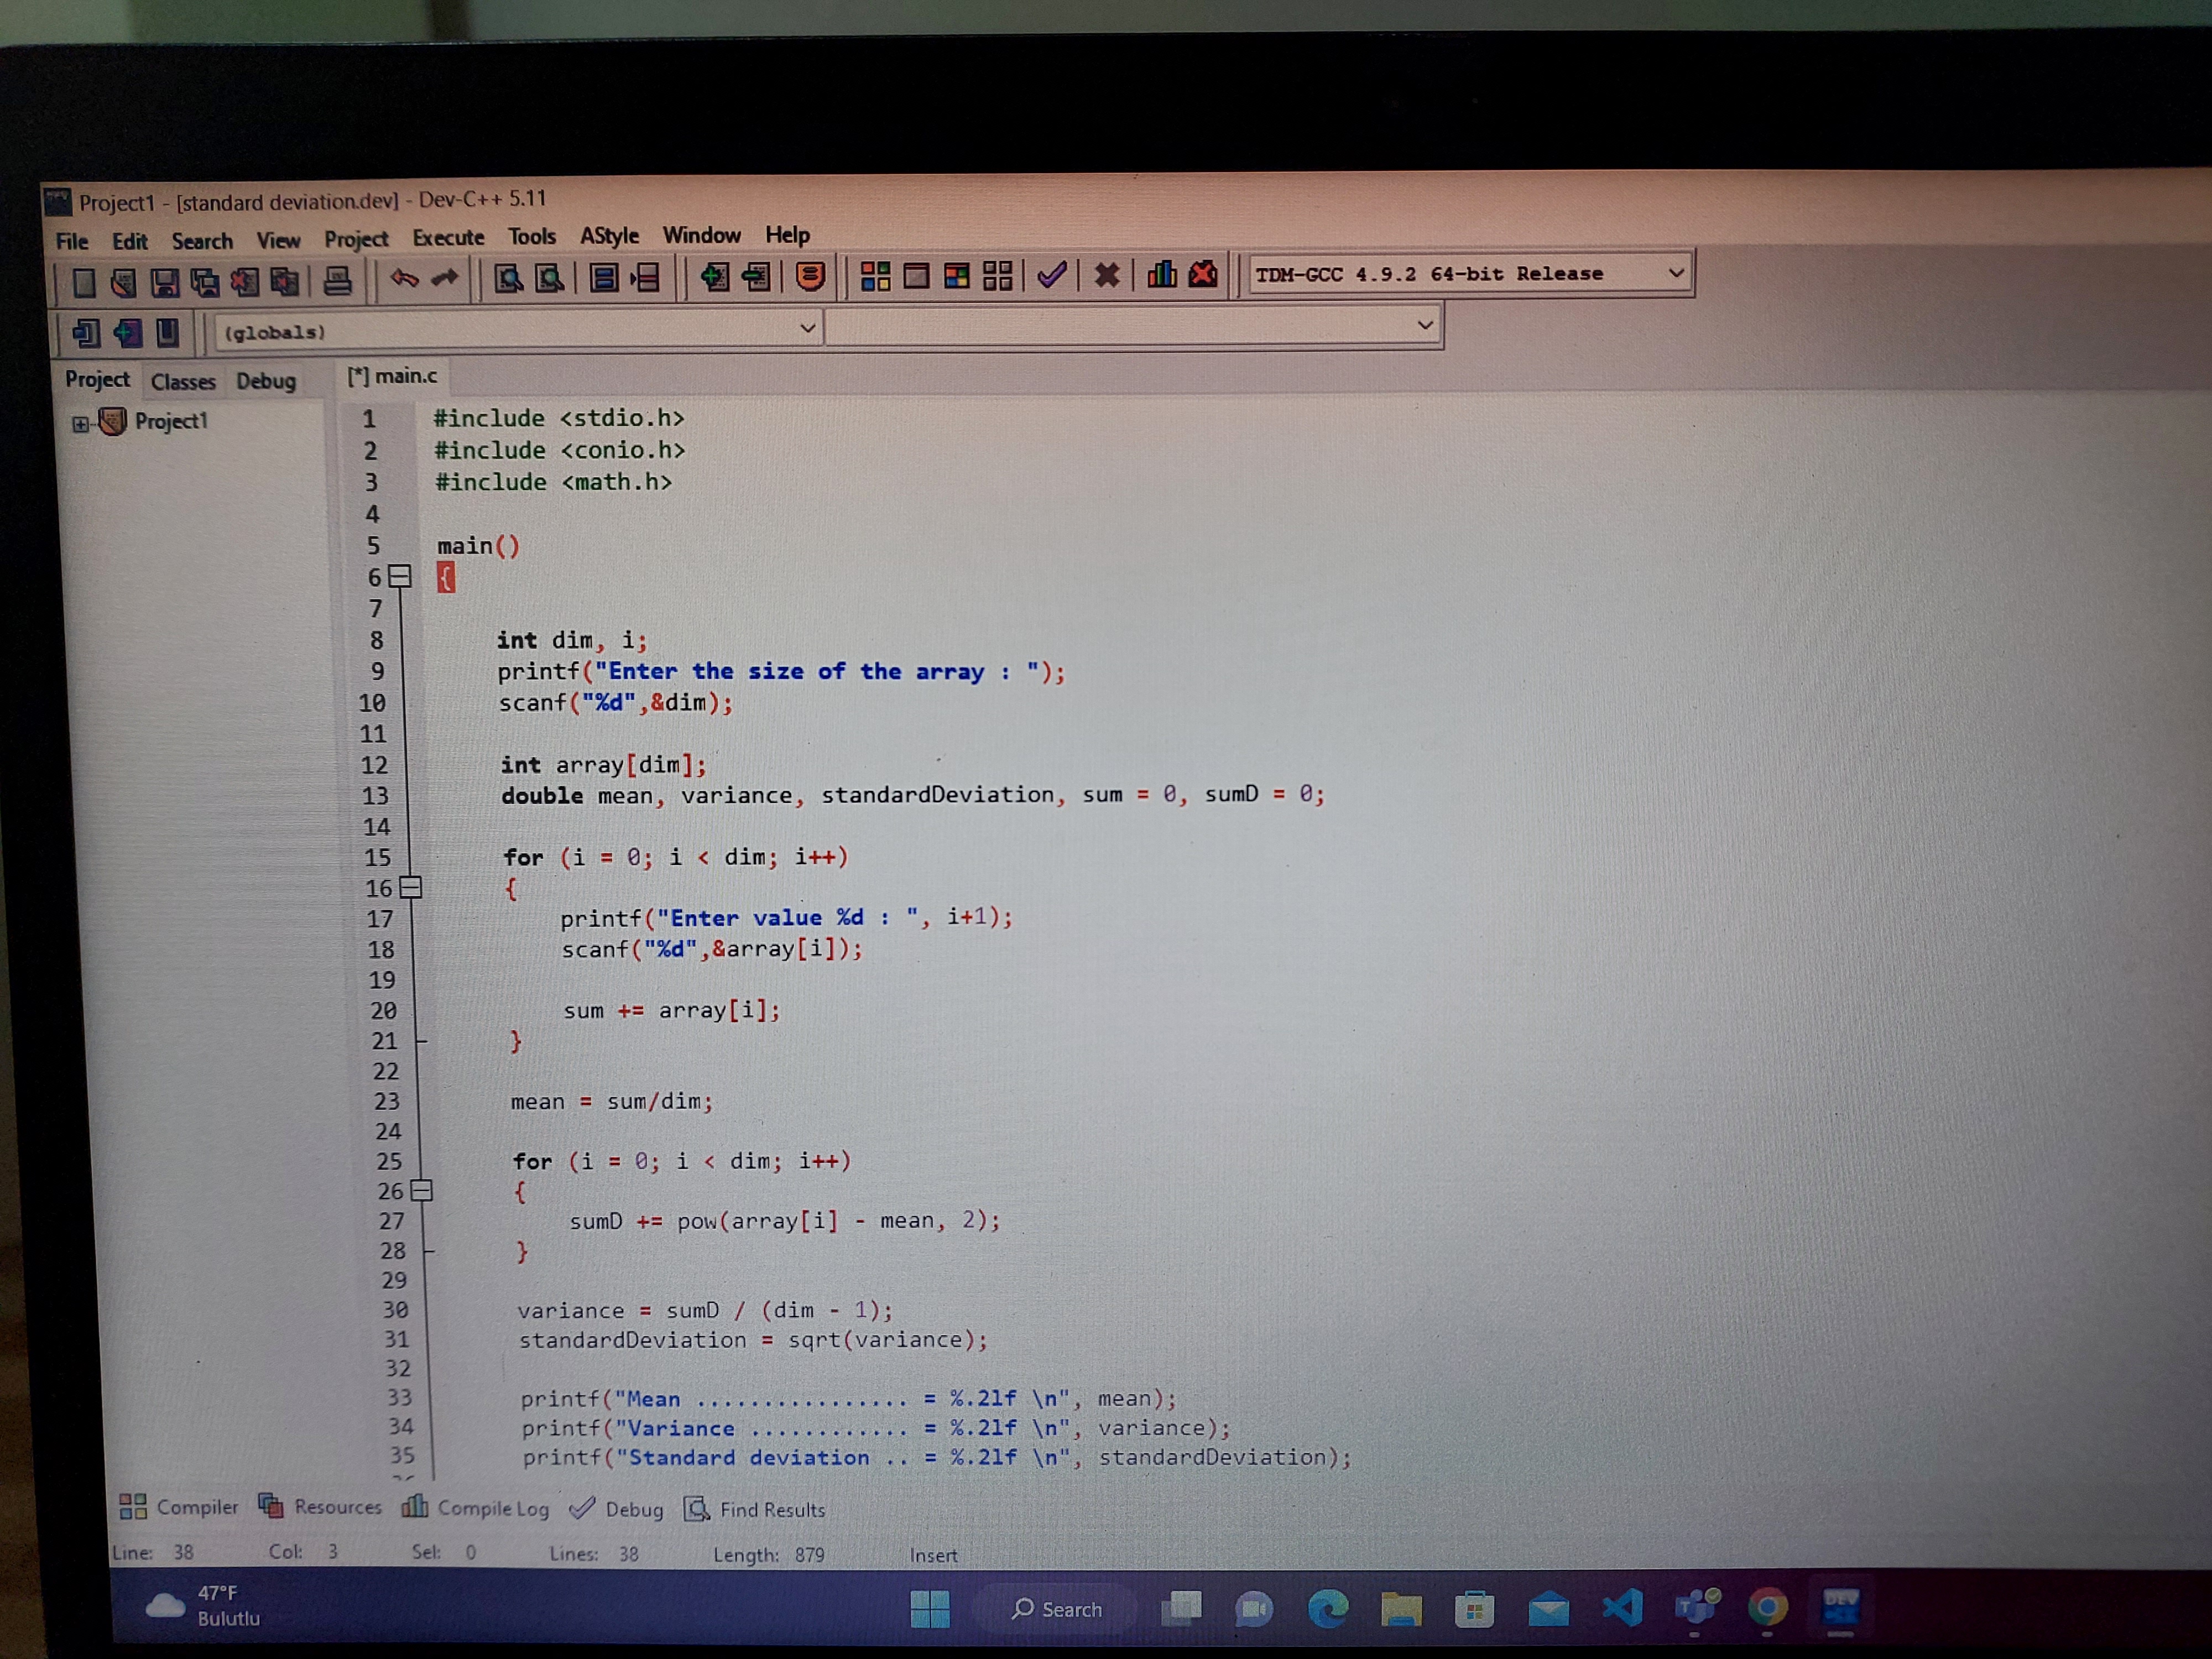 Project1 - [standard deviation.dev] - Dev-C++ 5.11
File Edit Search View Project Execute Tools AStyle Window Help
TDM-GCC 4.9.2 64-bit Release
(globals)
Project Classes Debug [*] main.c
Project1
1 #include <stdio.h>
2 #include <conio.h>
3 #include <math.h>
4
5 main()
6 {
7
8 int dim, i;
9 printf("Enter the size of the array : ");
10 scanf("%d",&dim);
11
12 int array[dim];
13 double mean, variance, standardDeviation, sum = 0, sumD = 0;
14
15 for (i = 0; i < dim; i++)
16 {
17 printf("Enter value %d : ", i+1);
18 scanf("%d",&array[i]);
19
20 sum += array[i];
21 }
22
23 mean = sum/dim;
24
25 for (i = 0; i < dim; i++)
26 {
27 sumD += pow(array[i] - mean, 2);
28 }
29
30 variance = sumD / (dim - 1);
31 standardDeviation = sqrt(variance);
32
33 printf("Mean ................ = %.2lf \n", mean);
34 printf("Variance ............ = %.2lf \n", variance);
35 printf("Standard deviation .. = %.2lf \n", standardDeviation);
Compiler Resources Compile Log Debug Find Results
Line: 38 Col: 3 Sel: 0 Lines: 38 Length: 879 Insert
47°F
Bulutlu
Search
DEV